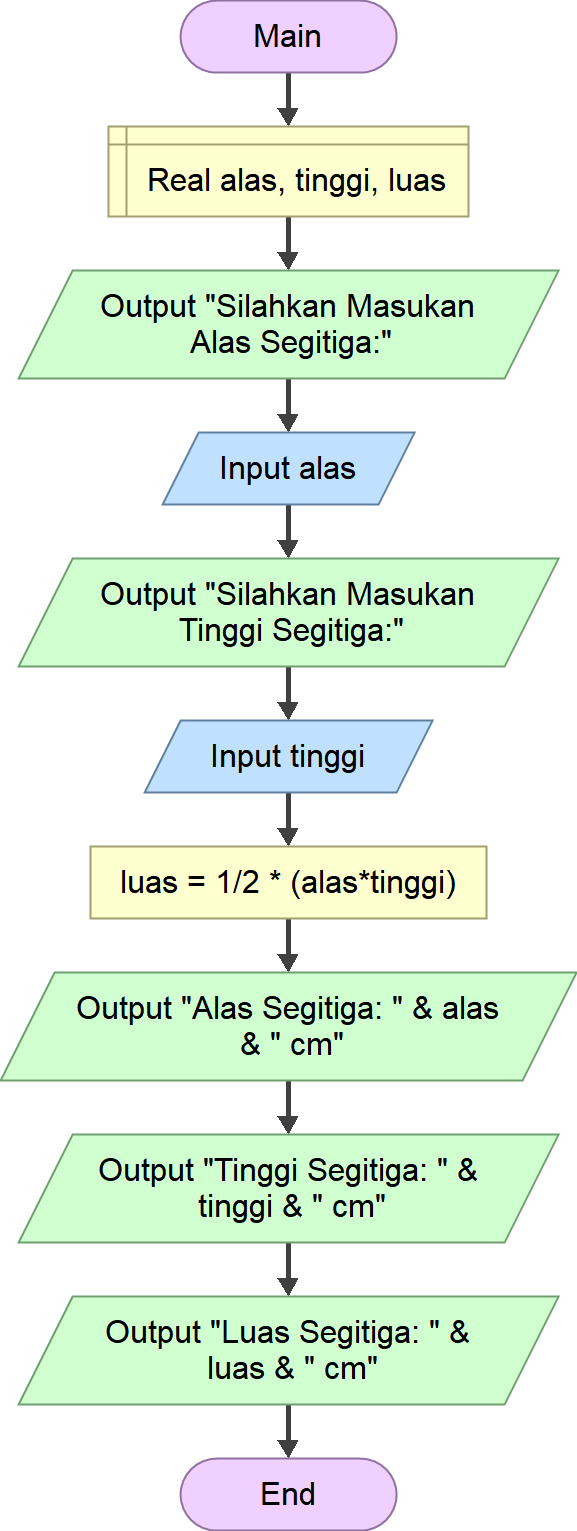 Main
Real alas, tinggi, luas
Output "Silahkan Masukan
Alas Segitiga:"
Input alas
Output "Silahkan Masukan
Tinggi Segitiga:"
Input tinggi
luas = 1/2 * (alas*tinggi)
Output "Alas Segitiga: " & alas
& " cm"
Output "Tinggi Segitiga: " &
tinggi & " cm"
Output "Luas Segitiga: " &
luas & " cm"
End